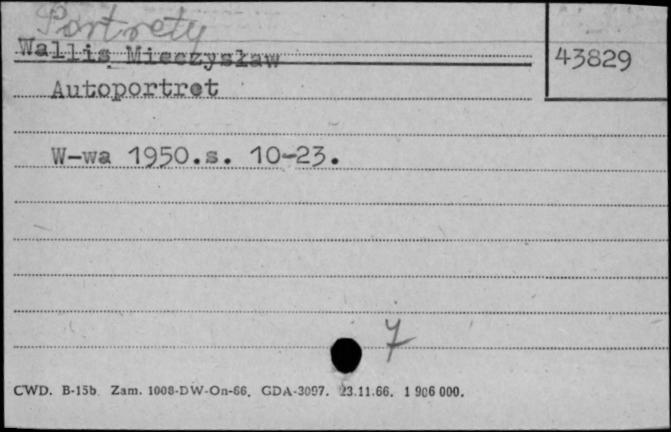 Portrety
Wallis Mieczysław
43829
Autoportret
W-wa 1950.s. 10-23.
7
CWD. B-15b. Zam. 1008-DW-On-66. GDA-3097. 23.11.66. 1 906 000.